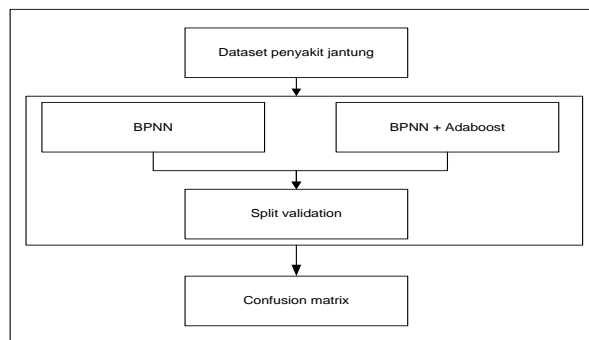 Dataset penyakit jantung
BPNN
BPNN + Adaboost
Split validation
Confusion matrix